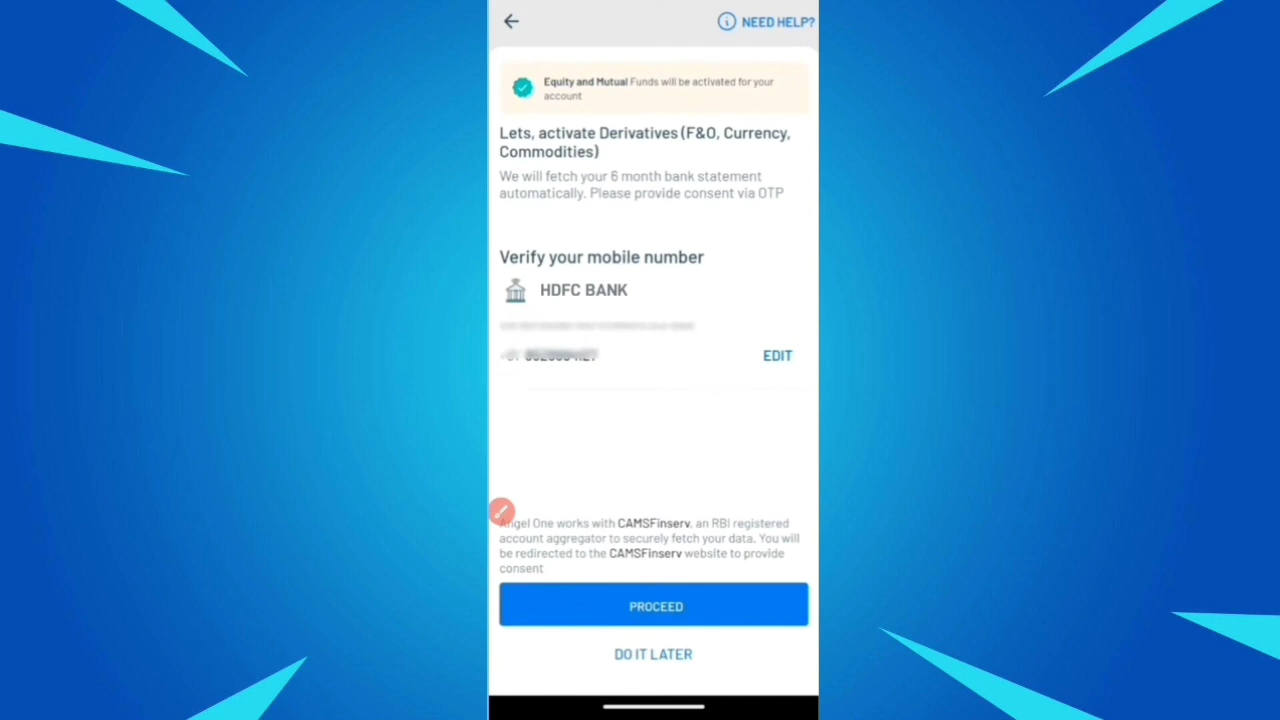 NEED HELP?
Equity and Mutual Funds will be activated for your
account
Lets, activate Derivatives (F&O, Currency,
Commodities)
We will fetch your 6 month bank statement
automatically. Please provide consent via OTP
Verify your mobile number
HDFC BANK
EDIT
Angel One works with CAMSFinserv, an RBI registered
account aggregator to securely fetch your data. You will
be redirected to the CAMSFinserv website to provide
consent
PROCEED
DO IT LATER